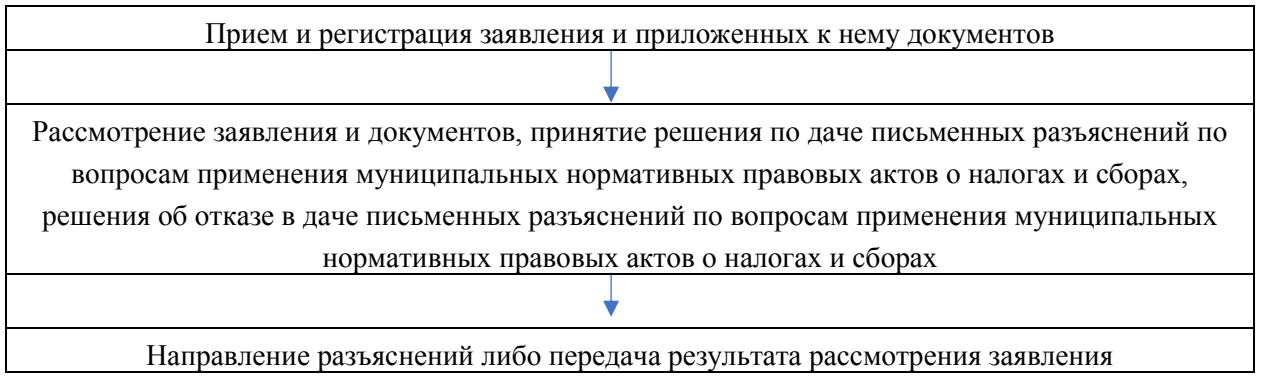 Прием и регистрация заявления и приложенных к нему документов
Рассмотрение заявления и документов, принятие решения по даче письменных разъяснений по
вопросам применения муниципальных нормативных правовых актов о налогах и сборах,
решения об отказе в даче письменных разъяснений по вопросам применения муниципальных
нормативных правовых актов о налогах и сборах
Направление разъяснений либо передача результата рассмотрения заявления